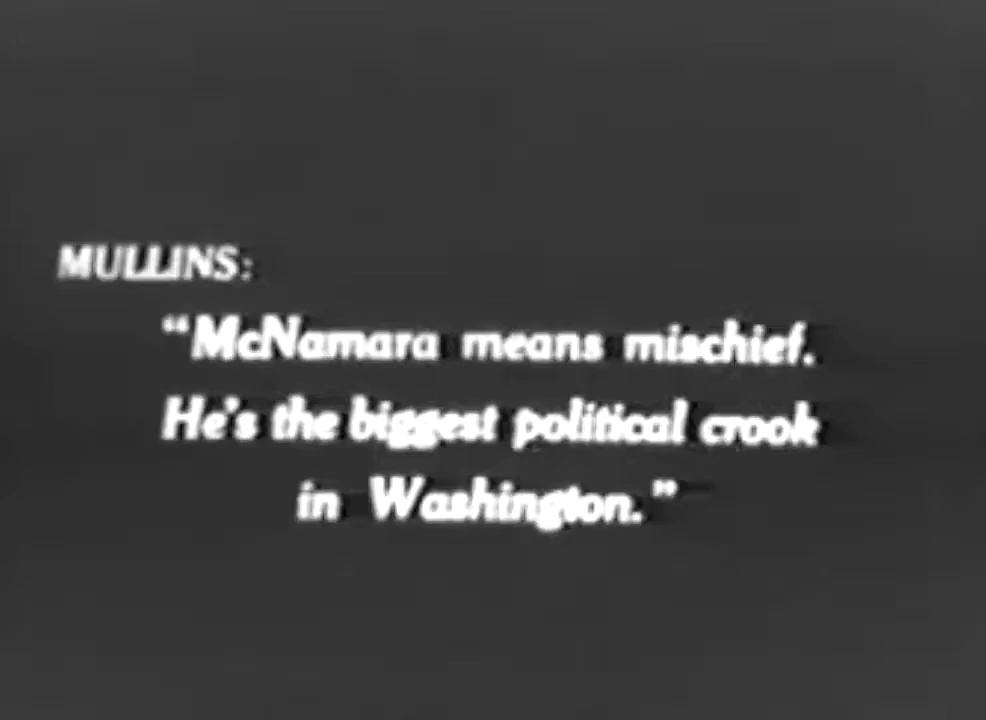 MULLINS:
“McNamara means mischief.
He's the biggest political crook
in Washington.”